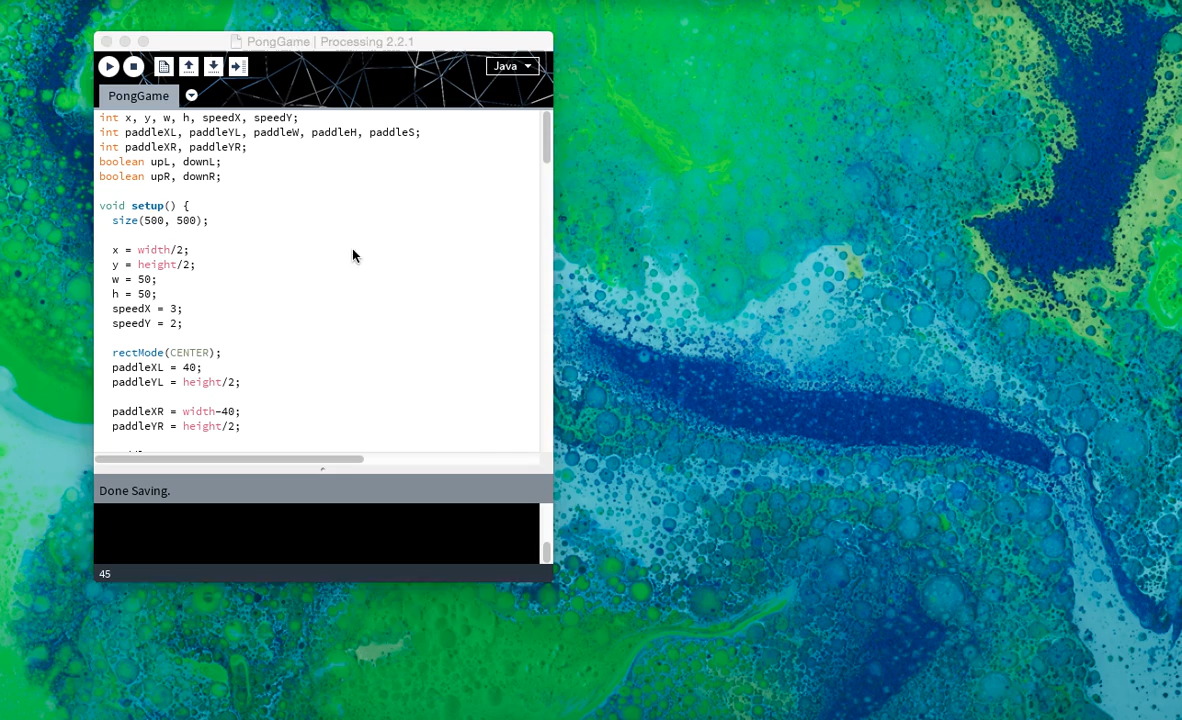 PongGame | Processing 2.2.1
Java
PongGame
int x, y, w, h, speedX, speedY;
int paddleXL, paddleYL, paddleW, paddleH, paddleS;
int paddleXR, paddleYR;
boolean upL, downL;
boolean upR, downR;
void setup() {
size(500, 500);
x = width/2;
y = height/2;
w = 50;
h = 50;
speedX = 3;
speedY = 2;
rectMode(CENTER);
paddleXL = 40;
paddleYL = height/2;
paddleXR = width-40;
paddleYR = height/2;
Done Saving.
45